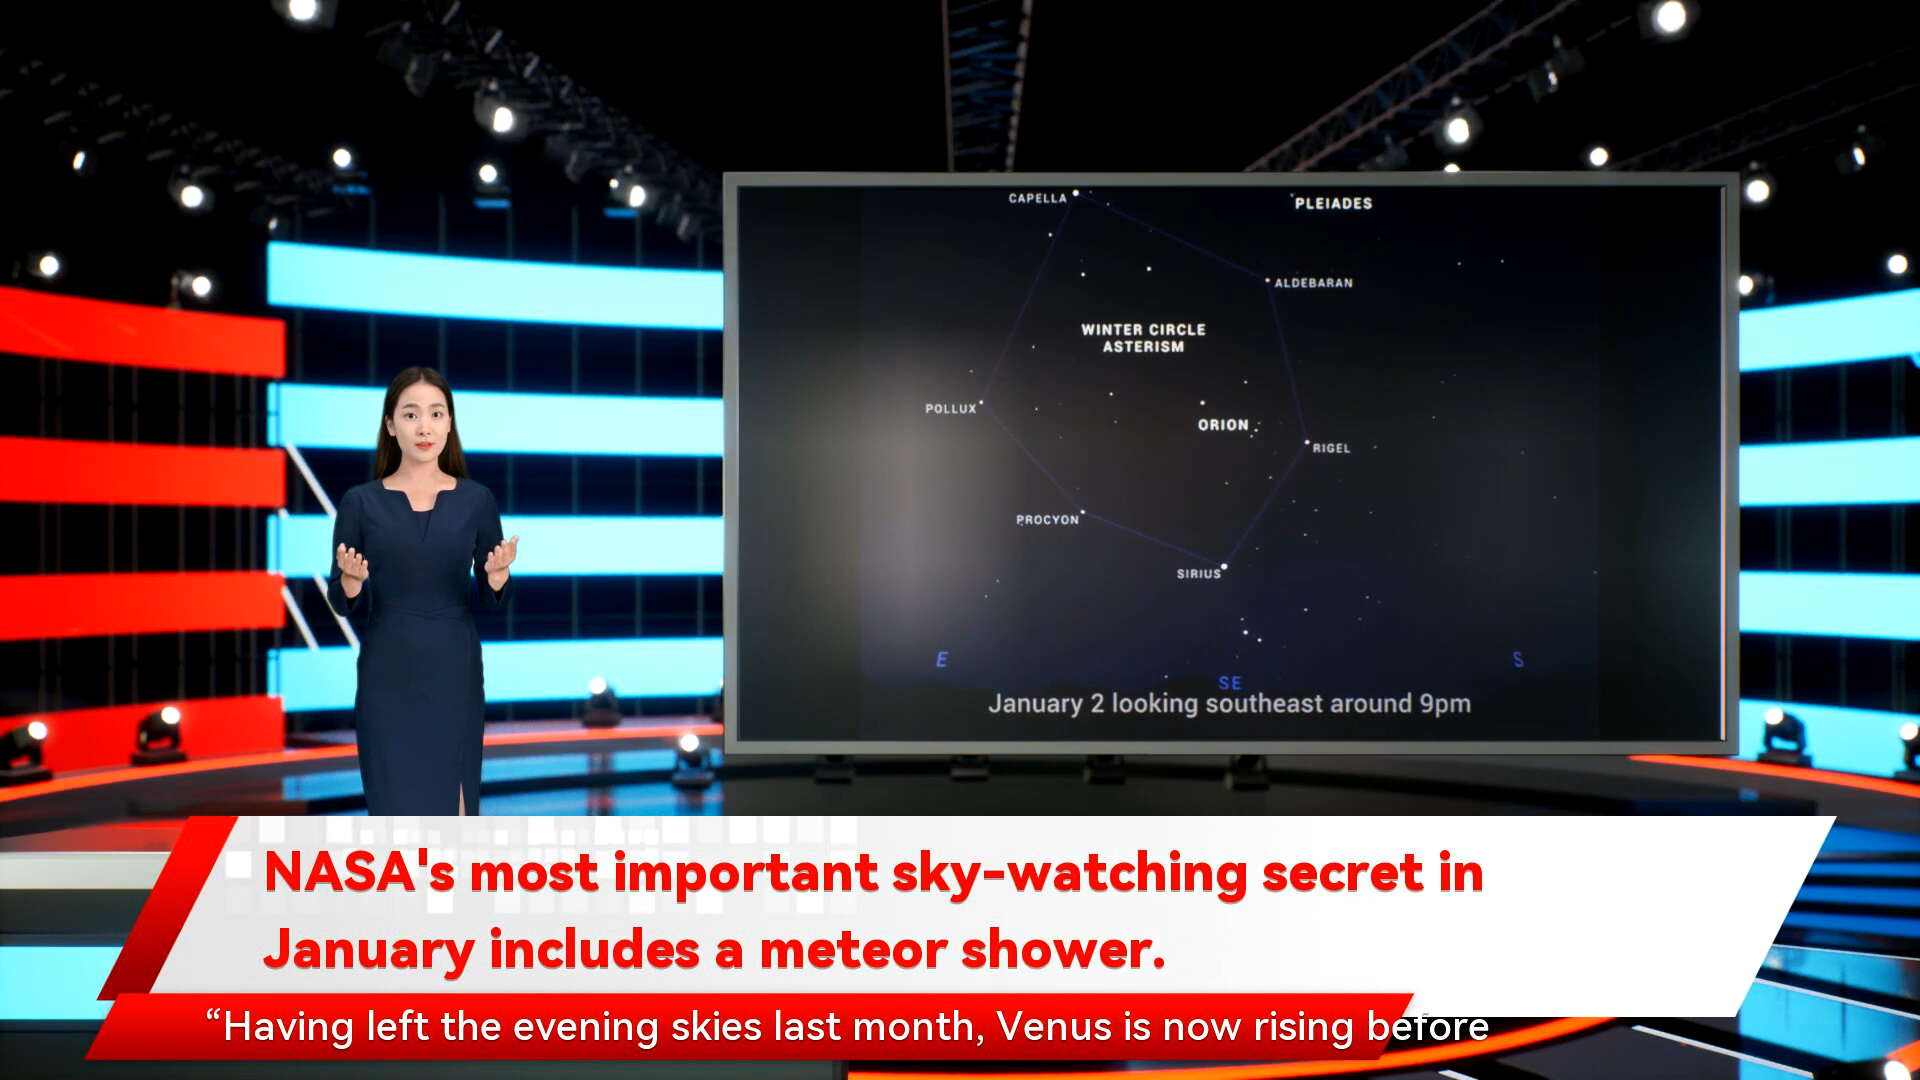 CAPELLA
PLEIADES
ALDEBARAN
WINTER CIRCLE
ASTERISM
POLLUX
ORION
RIGEL
PROCYON
SIRIUS
E
S
SE
January 2 looking southeast around 9pm
NASA's most important sky-watching secret in
January includes a meteor shower.
“Having left the evening skies last month, Venus is now rising before